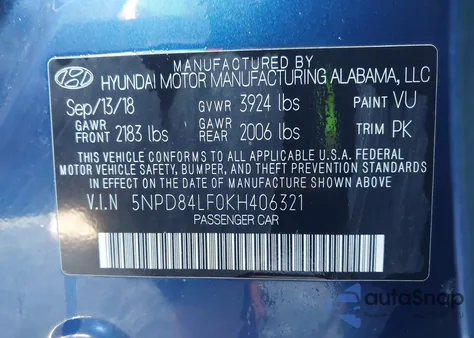 MANUFACTURED BY
HYUNDAI MOTOR MANUFACTURING ALABAMA, LLC
Sep/13/18 GVWR 3924 lbs PAINT VU
GAWR FRONT 2183 lbs GAWR REAR 2006 lbs TRIM PK
THIS VEHICLE CONFORMS TO ALL APPLICABLE U.S.A. FEDERAL
MOTOR VEHICLE SAFETY, BUMPER, AND THEFT PREVENTION STANDARDS
IN EFFECT ON THE DATE OF MANUFACTURE SHOWN ABOVE.
V.I.N 5NPD84LF0KH406321
PASSENGER CAR
autoSnap